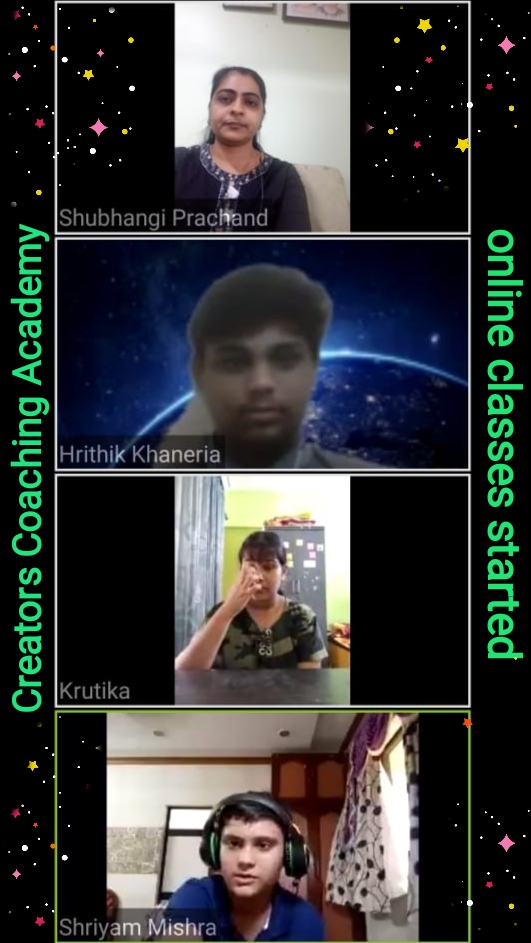 Creators Coaching Academy
online classes started
Shubhangi Prachand
Hrithik Khaneria
Krutika
Shriyam Mishra